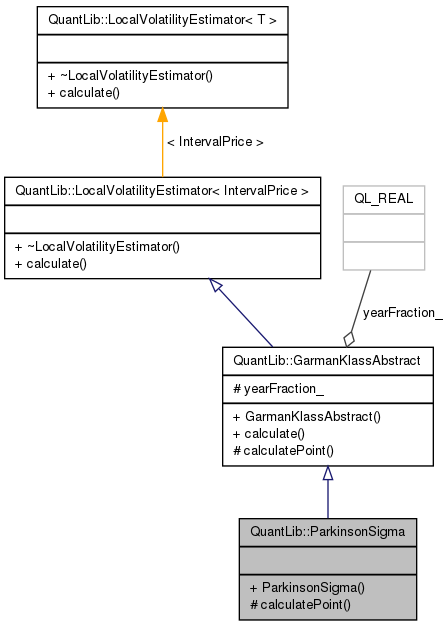 QuantLib::LocalVolatilityEstimator< T >
+ ~LocalVolatilityEstimator()
+ calculate()
< IntervalPrice >
QuantLib::LocalVolatilityEstimator< IntervalPrice >
+ ~LocalVolatilityEstimator()
+ calculate()
QL_REAL
yearFraction_
QuantLib::GarmanKlassAbstract
# yearFraction_
+ GarmanKlassAbstract()
+ calculate()
# calculatePoint()
QuantLib::ParkinsonSigma
+ ParkinsonSigma()
# calculatePoint()